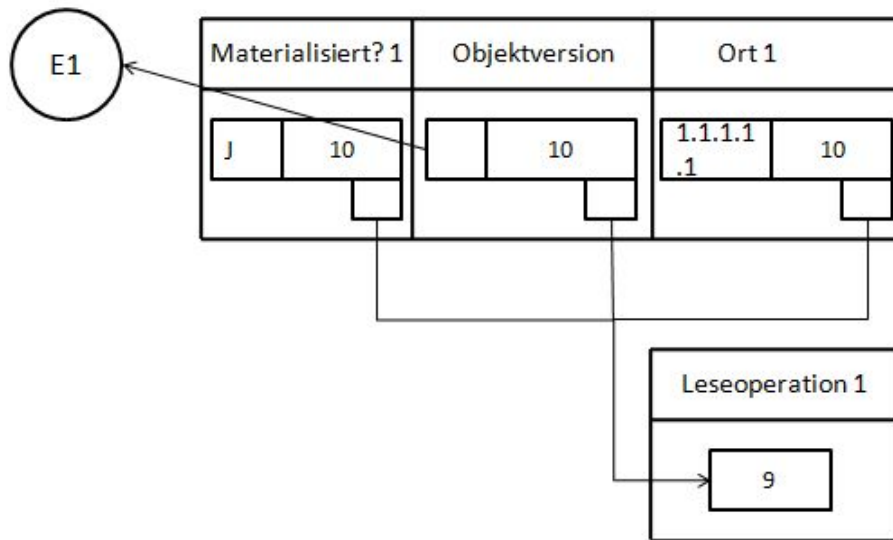 E1
Materialisiert? 1
Objektversion
Ort 1
J
10
10
1.1.1.1
.1
10
Leseoperation 1
9